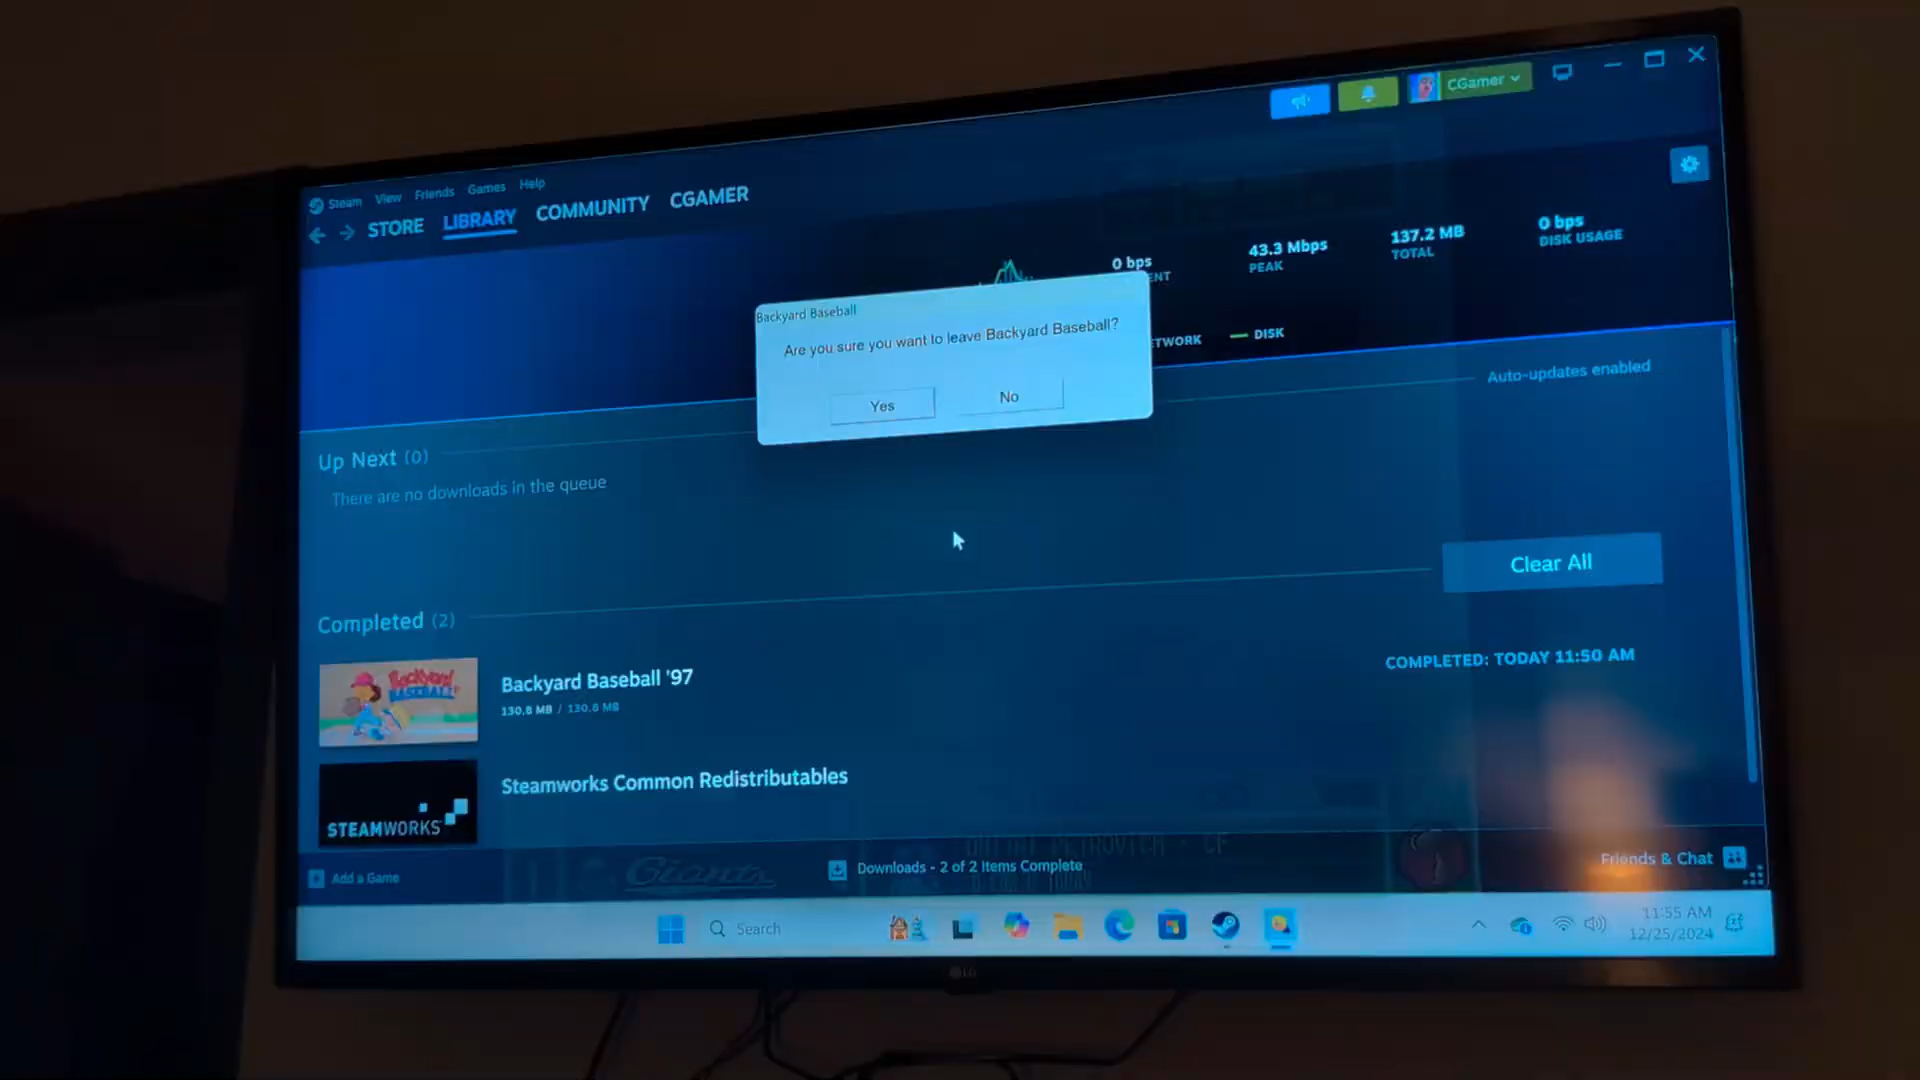 CGamer
Steam View Friends Games Help
STORE LIBRARY COMMUNITY CGAMER
0 bps
43.3 Mbps
PEAK
137.2 MB
TOTAL
0 bps
DISK USAGE
DISK
Backyard Baseball
Are you sure you want to leave Backyard Baseball?
Yes No
Auto-updates enabled
Up Next (0)
There are no downloads in the queue
Clear All
Completed (2)
Backyard Baseball '97
130.8 MB / 130.8 MB
COMPLETED: TODAY 11:50 AM
Backyard
BASEBALL
Steamworks Common Redistributables
STEAMWORKS
Giants
Add a Game
Downloads - 2 of 2 Items Complete
Friends & Chat
Search
11:55 AM
12/25/2024
LG